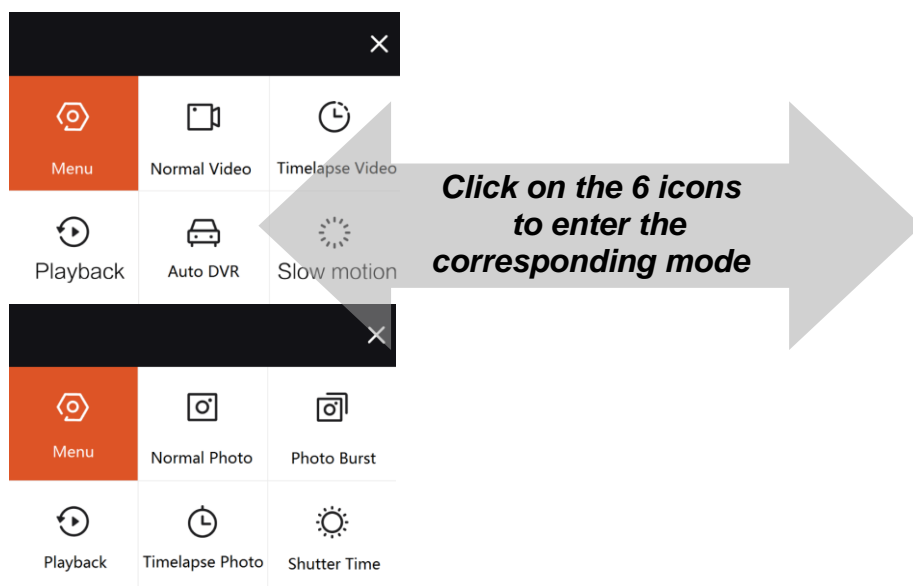 Menu
Normal Video
Timelapse Video
Playback
Auto DVR
Slow motion
Click on the 6 icons
to enter the
corresponding mode
Menu
Normal Photo
Photo Burst
Playback
Timelapse Photo
Shutter Time